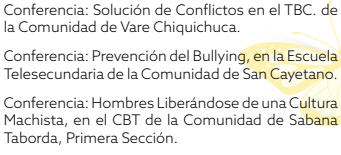 Conferencia: Solución de Conflictos en el TBC. de
la Comunidad de Vare Chiquichuca.
Conferencia: Prevención del Bullying, en la Escuela
Telesecundaria de la Comunidad de San Cayetano.
Conferencia: Hombres Liberándose de una Cultura
Machista, en el CBT de la Comunidad de Sabana
Taborda, Primera Sección.